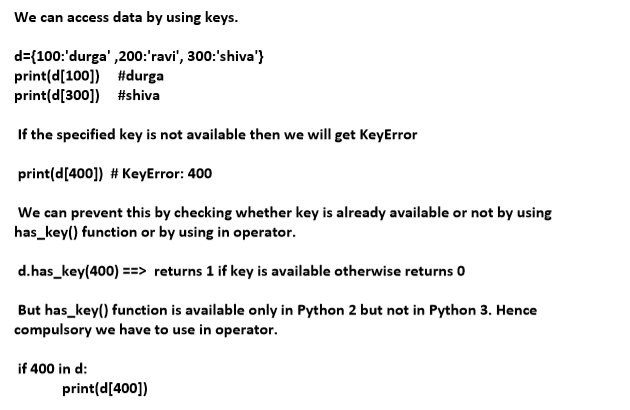 We can access data by using keys.
d={100:'durga' ,200:'ravi', 300:'shiva'}
print(d[100]) #durga
print(d[300]) #shiva
If the specified key is not available then we will get KeyError
print(d[400]) # KeyError: 400
We can prevent this by checking whether key is already available or not by using
has_key() function or by using in operator.
d.has_key(400) ==> returns 1 if key is available otherwise returns 0
But has_key() function is available only in Python 2 but not in Python 3. Hence
compulsory we have to use in operator.
if 400 in d:
print(d[400])